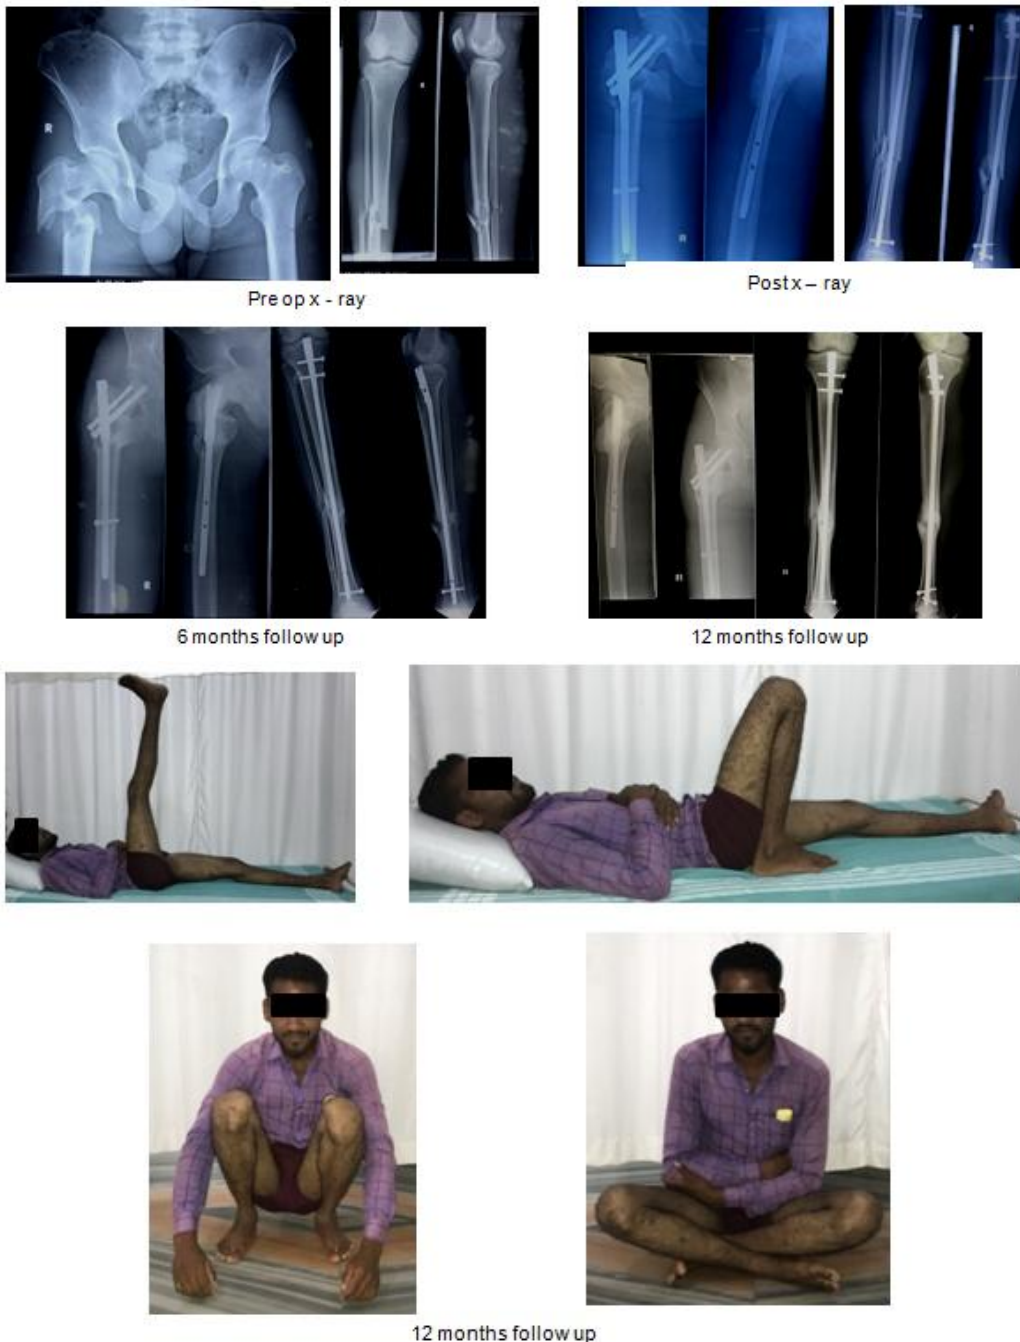 R
Pre op x - ray
Post x – ray
R
6 months follow up
12 months follow up
12 months follow up